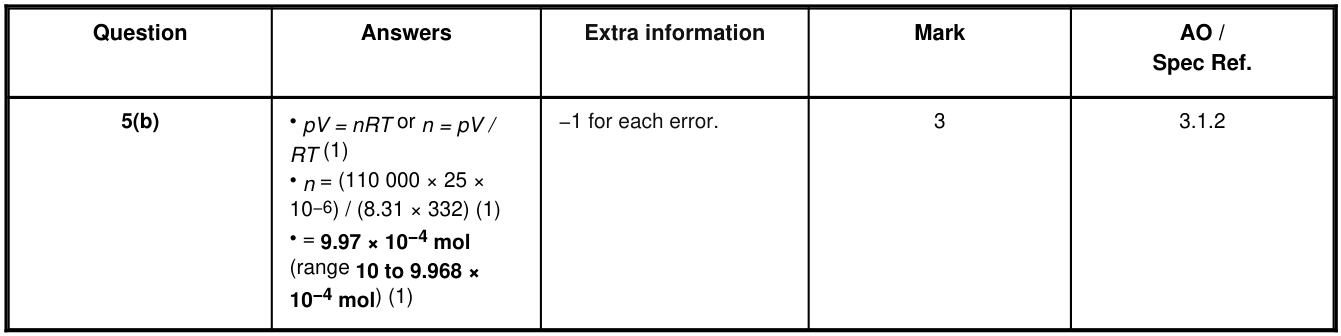 Question Answers Extra information Mark AO /
Spec Ref.
5(b)
• pV = nRT or n = pV /
RT (1)
• n = (110 000 × 25 ×
10−6) / (8.31 × 332) (1)
• = 9.97 × 10−4 mol
(range 10 to 9.968 ×
10−4 mol) (1)
−1 for each error.
3
3.1.2